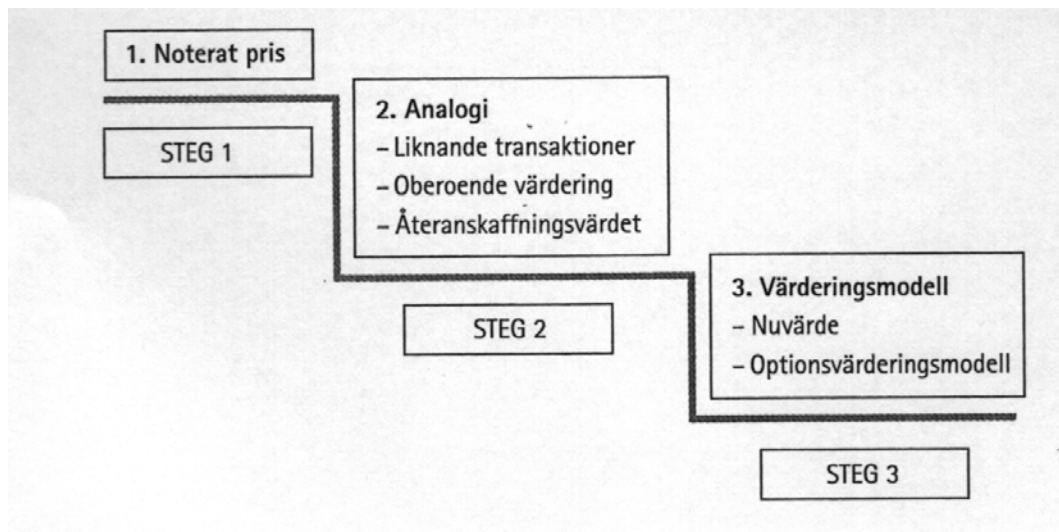 1. Noterat pris
STEG 1
2. Analogi
– Liknande transaktioner
– Oberoende värdering
– Återanskaffningsvärdet
STEG 2
3. Värderingsmodell
– Nuvärde
– Optionsvärderingsmodell
STEG 3